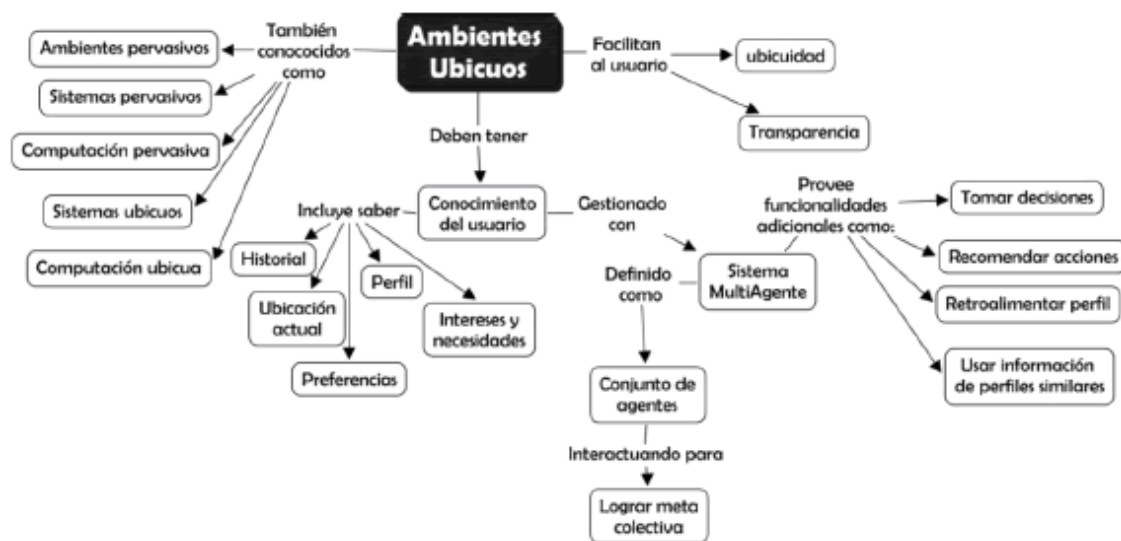 Ambientes
Ubicuos
También
conococidos
como
Ambientes pervasivos
Sistemas pervasivos
Computación pervasiva
Sistemas ubicuos
Computación ubicua
Facilitan
al usuario
ubicuidad
Transparencia
Deben tener
Conocimiento
del usuario
Incluye saber
Historial
Ubicación
actual
Preferencias
Perfil
Intereses y
necesidades
Gestionado
con
Sistema
MultiAgente
Provee
funcionalidades
adicionales como:
Tomar decisiones
Recomendar acciones
Retroalimentar perfil
Usar información
de perfiles similares
Definido
como
Conjunto de
agentes
Interactuando para
Lograr meta
colectiva